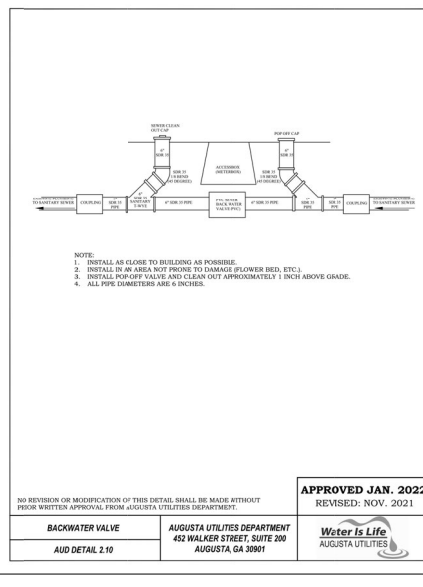 SEWER CLEAN
OUT CAP
POP OFF CAP
6"
SDR 35
6"
SDR 35
ACCESSBOX
(METERBOX)
SDR 35
1/8 BEND
(45 DEGREE)
SDR 35
1/8 BEND
(45 DEGREE)
TO SANITARY SEWER
COUPLING
SDR 35
PIPE
6"
SANITARY
T-WYE
6" SDR 35 PIPE
BACK WATER
VALVE-PVC)
6" SDR 35 PIPE
SDR 35
PIPE
SDR 35
PIPE
COUPLING
TO SANITARY SEWER
NOTE:
1. INSTALL AS CLOSE TO BUILDING AS POSSIBLE.
2. INSTALL IN AN AREA NOT PRONE TO DAMAGE (FLOWER BED, ETC.).
3. INSTALL POP-OFF VALVE AND CLEAN OUT APPROXIMATELY 1 INCH ABOVE GRADE.
4. ALL PIPE DIAMETERS ARE 6 INCHES.
NO REVISION OR MODIFICATION OF THIS DETAIL SHALL BE MADE WITHOUT
PRIOR WRITTEN APPROVAL FROM AUGUSTA UTILITIES DEPARTMENT.
APPROVED JAN. 2022
REVISED: NOV. 2021
BACKWATER VALVE
AUD DETAIL 2.10
AUGUSTA UTILITIES DEPARTMENT
452 WALKER STREET, SUITE 200
AUGUSTA, GA 30901
Water Is Life
AUGUSTA UTILITIES